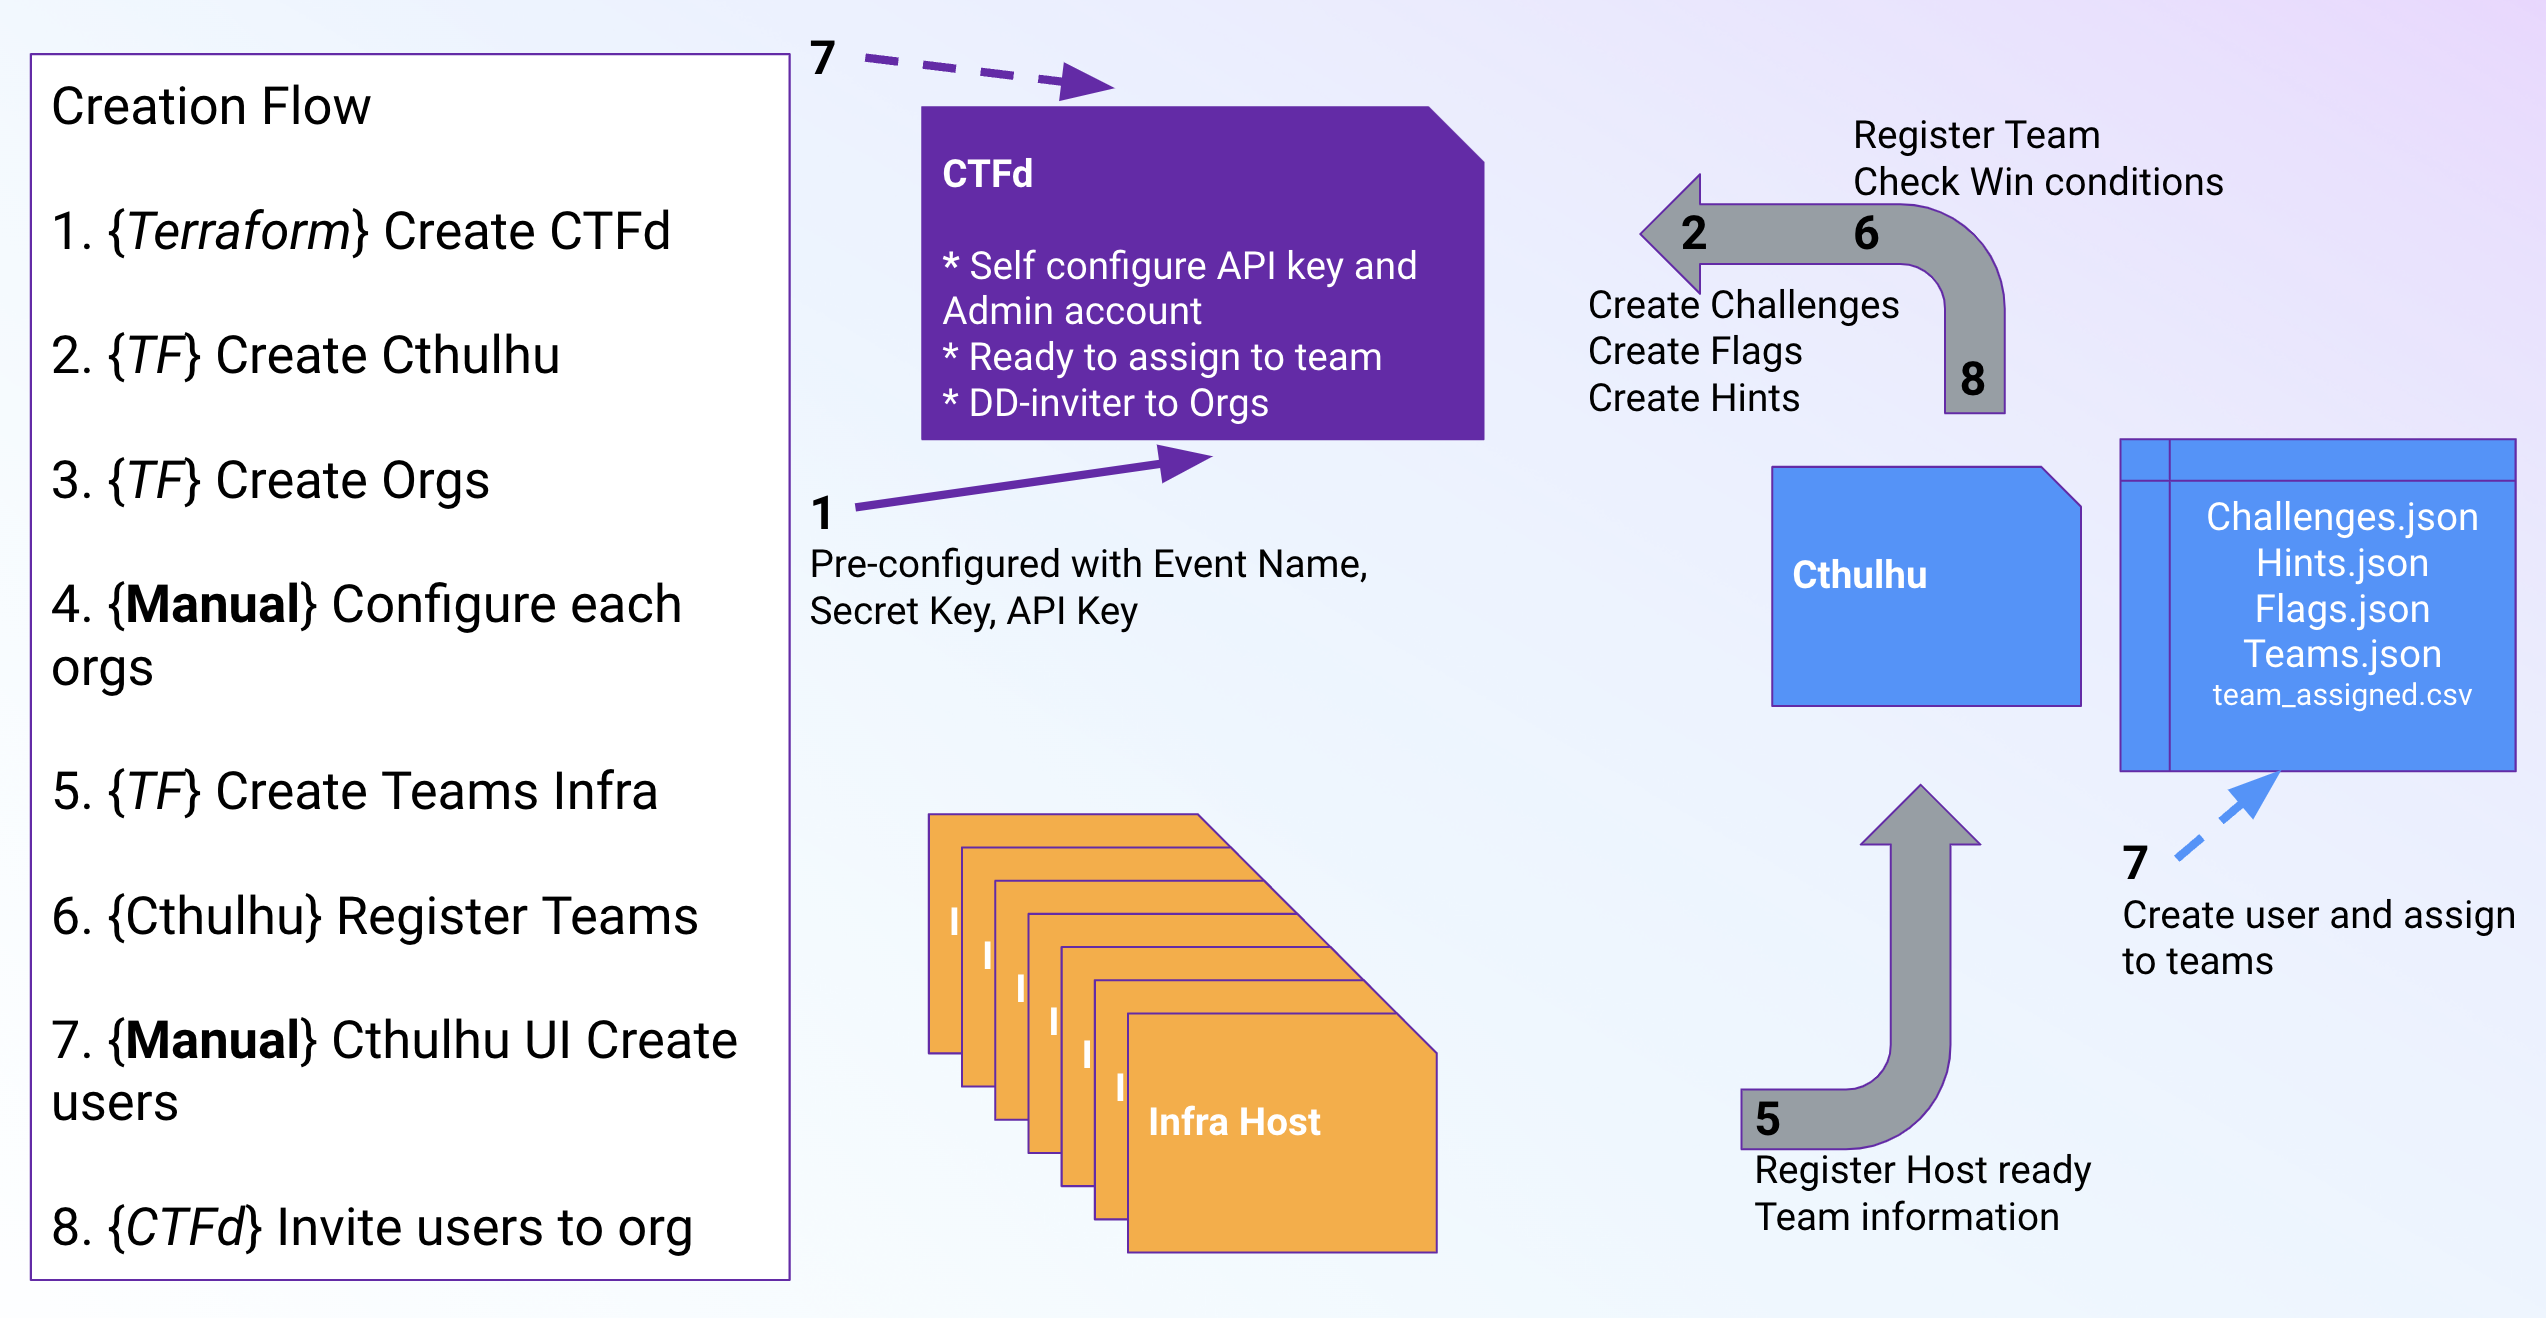 Creation Flow
1. {Terraform} Create CTFd
2. {TF} Create Cthulhu
3. {TF} Create Orgs
4. {Manual} Configure each
orgs
5. {TF} Create Teams Infra
6. {Cthulhu} Register Teams
7. {Manual} Cthulhu UI Create
users
8. {CTFd} Invite users to org
7
CTFd
* Self configure API key and
Admin account
* Ready to assign to team
* DD-inviter to Orgs
1
Pre-configured with Event Name,
Secret Key, API Key
Register Team
Check Win conditions
2
6
8
Create Challenges
Create Flags
Create Hints
Cthulhu
Challenges.json
Hints.json
Flags.json
Teams.json
team_assigned.csv
7
Create user and assign
to teams
I
I
I
I
I
I
Infra Host
5
Register Host ready
Team information